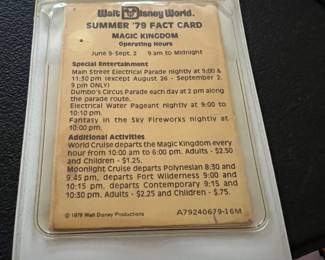 Walt Disney World.
SUMMER '79 FACT CARD
MAGIC KINGDOM
Operating Hours
June 9-Sept. 2 9 am to Midnight
Special Entertainment
Main Street Electrical Parade nightly at 9:00 &
11:30 pm (except August 26 - September 1,
9 pm ONLY)
Dumbo's Circus Parade each day at 2 pm along
the parade route.
Electrical Water Pageant nightly at 9:00 to
10:10 pm.
Fantasy in the Sky Fireworks nightly at
10:00 pm.
Additional Activities
World Cruise departs the Magic Kingdom every
hour from 10:00 am to 6:00 pm. Adults - $2.50
and Children - $1.25.
Moonlight Cruise departs Polynesian 8:30 and
9:45 pm, departs Fort Wilderness 9:00 and
10:15 pm, departs Contemporary 9:15 and
10:30 pm. Adults - $2.25 and Children - $.75.
© 1979 Walt Disney Productions A79240679-16M